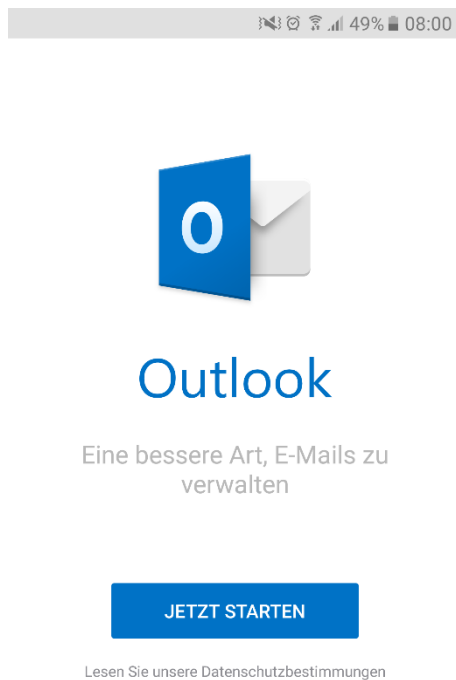 49% 08:00
O
Outlook
Eine bessere Art, E-Mails zu
verwalten
JETZT STARTEN
Lesen Sie unsere Datenschutzbestimmungen